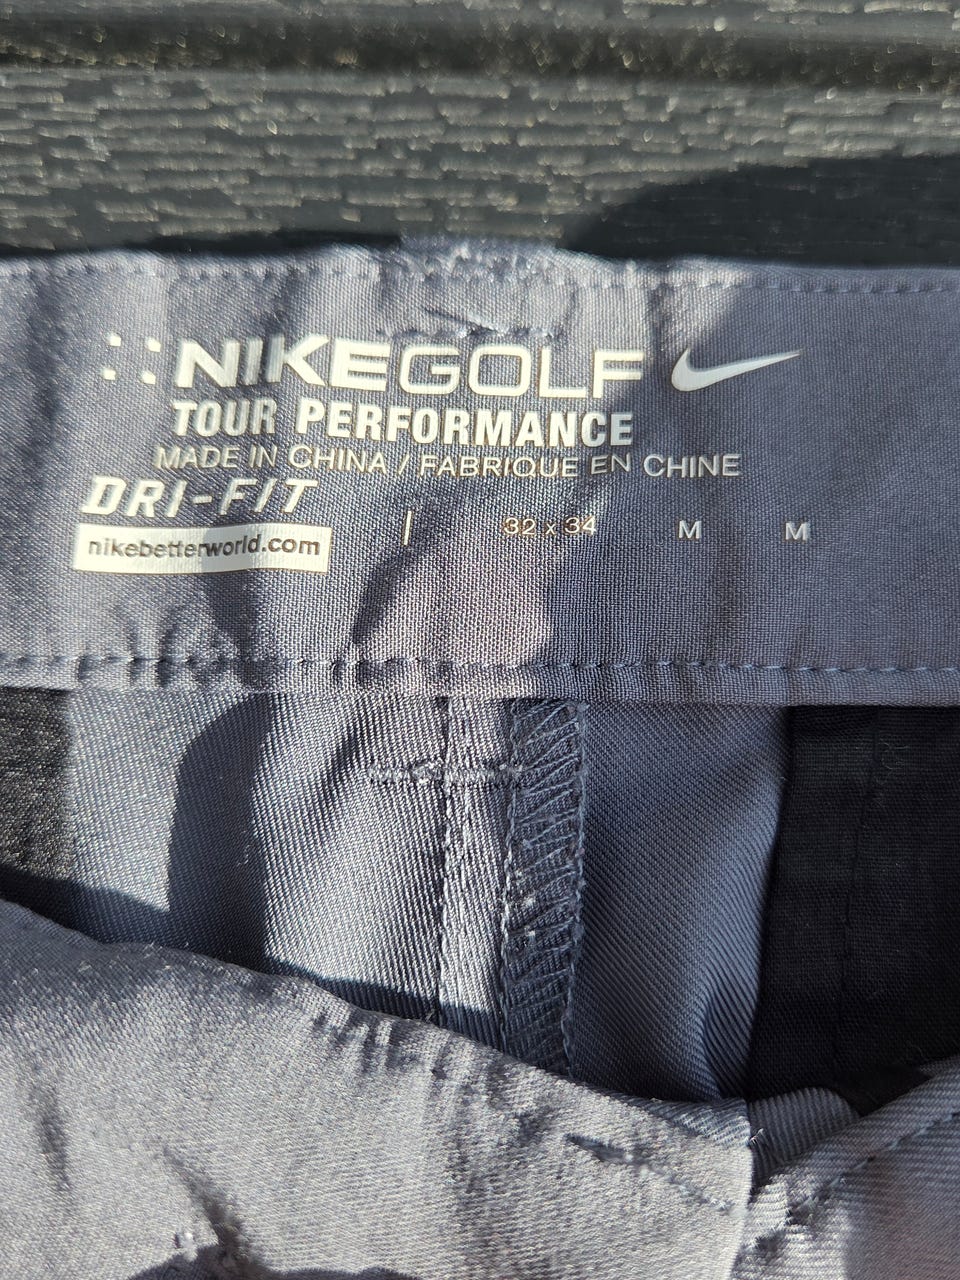 NIKEGOLF
TOUR PERFORMANCE
MADE IN CHINA / FABRIQUE EN CHINE
DRI-FIT
nikebetterworld.com
| 32 x 34 M M